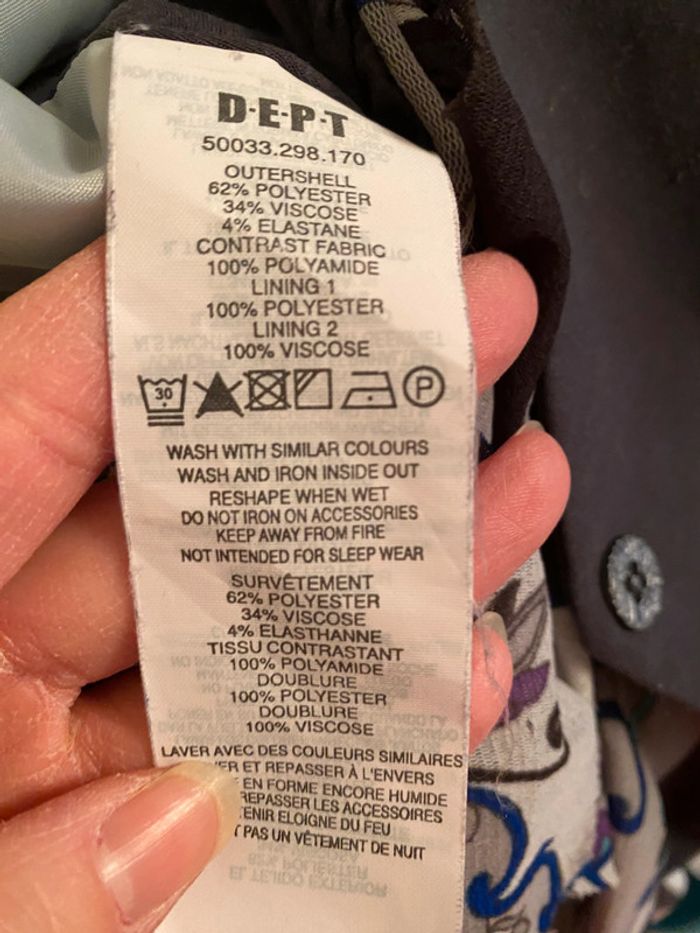 D·E·P·T
50033.298.170
OUTERSHELL
62% POLYESTER
34% VISCOSE
4% ELASTANE
CONTRAST FABRIC
100% POLYAMIDE
LINING 1
100% POLYESTER
LINING 2
100% VISCOSE
30 P
WASH WITH SIMILAR COLOURS
WASH AND IRON INSIDE OUT
RESHAPE WHEN WET
DO NOT IRON ON ACCESSORIES
KEEP AWAY FROM FIRE
NOT INTENDED FOR SLEEP WEAR
SURVÊTEMENT
62% POLYESTER
34% VISCOSE
4% ELASTHANNE
TISSU CONTRASTANT
100% POLYAMIDE
DOUBLURE
100% POLYESTER
DOUBLURE
100% VISCOSE
LAVER AVEC DES COULEURS SIMILAIRES
ET REPASSER À L'ENVERS
EN FORME ENCORE HUMIDE
REPASSER LES ACCESSOIRES
TENIR ELOIGNE DU FEU
PAS UN VÊTEMENT DE NUIT